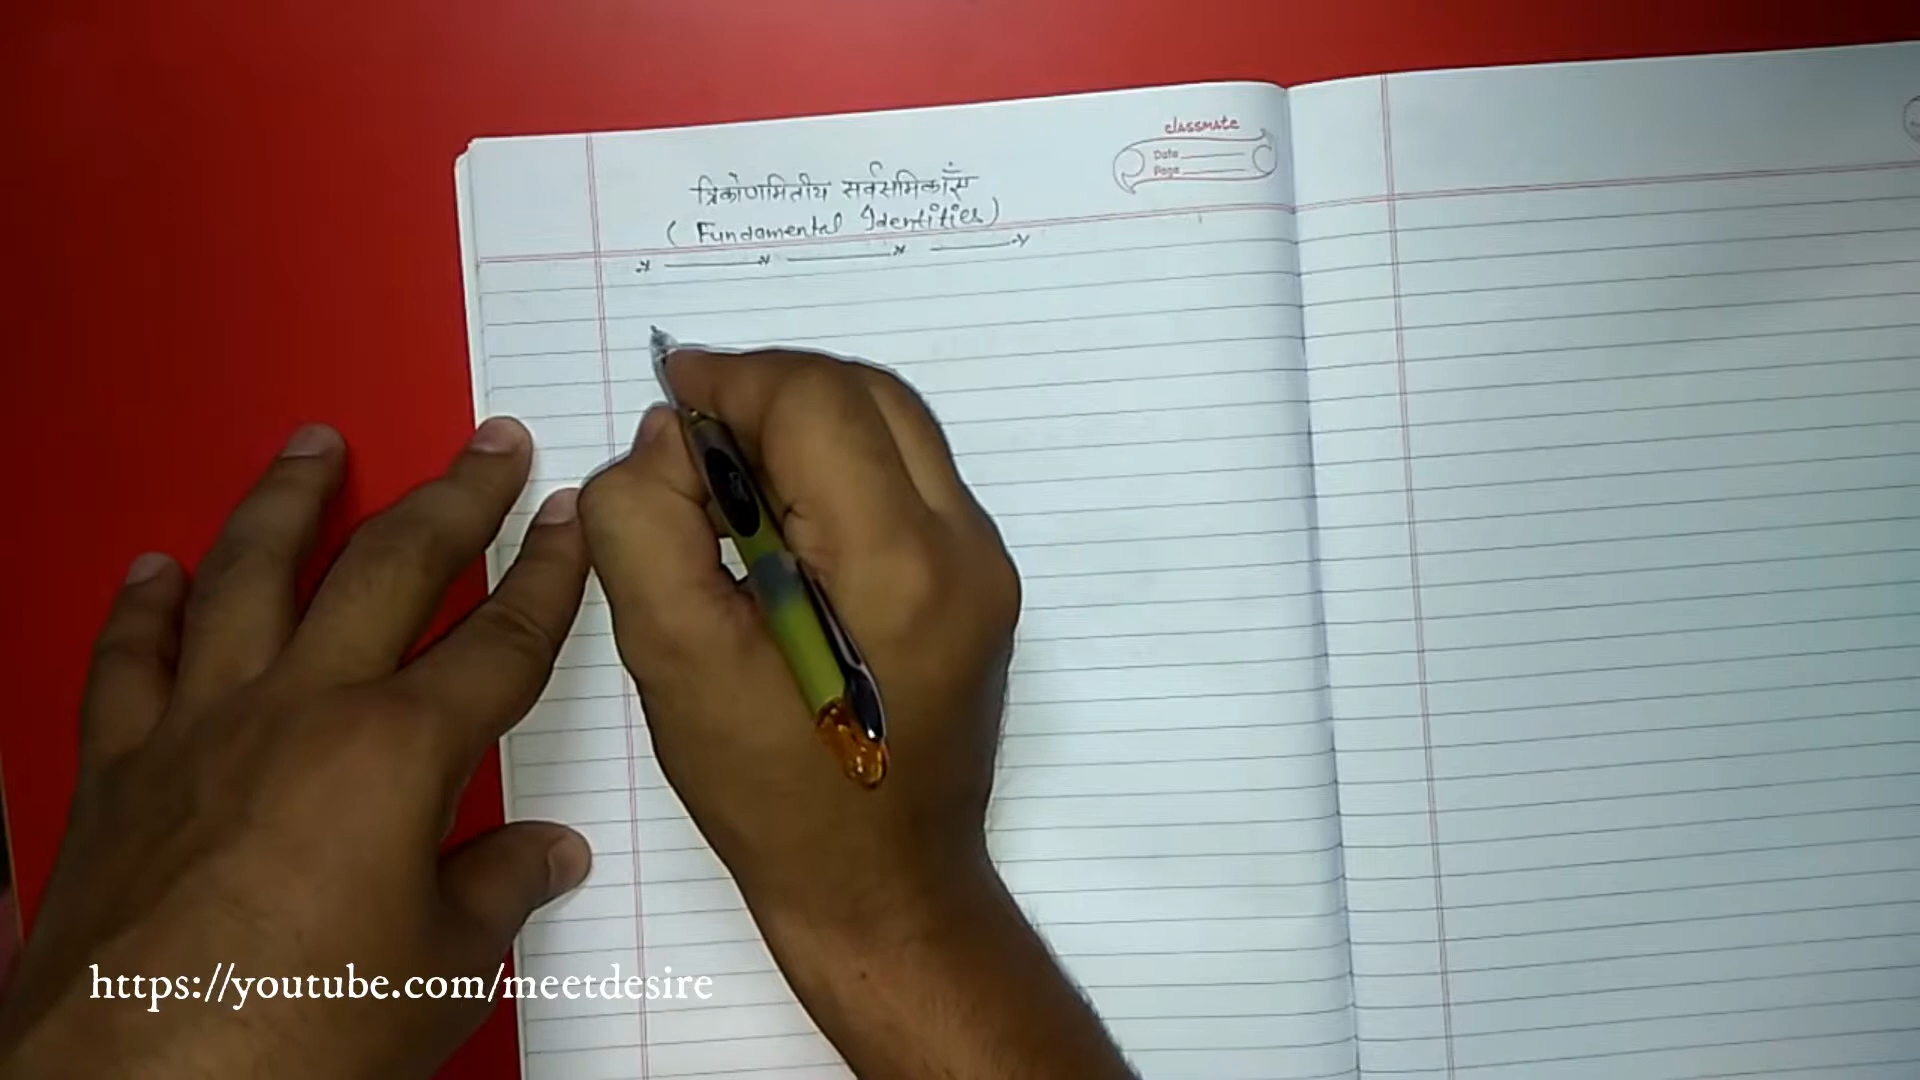 classmate
Date
Page
त्रिकोणमितीय सर्वसमिकाँए
( Fundamental Identities )
https://youtube.com/meetdesire